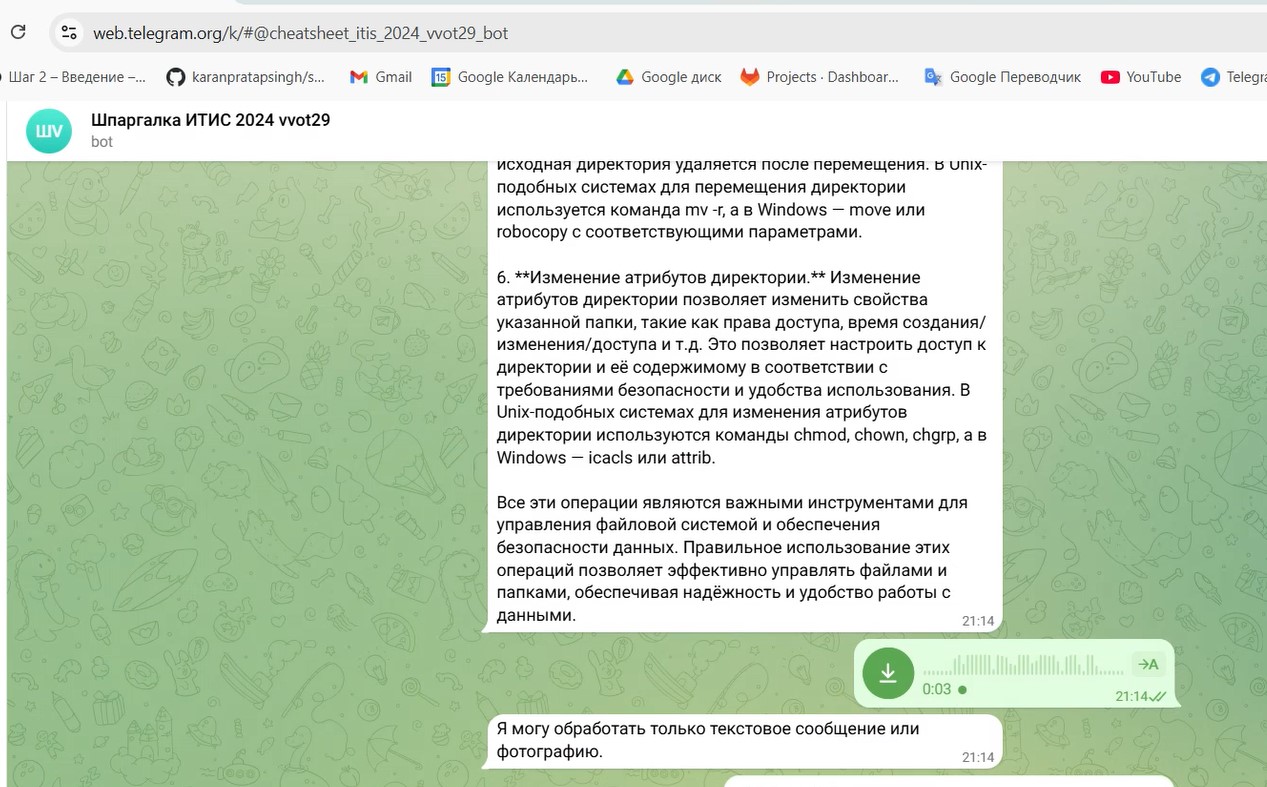 web.telegram.org/k/#@cheatsheet_itis_2024_vvot29_bot
Шаг 2 – Введение –... karanpratapsingh/s... Gmail 15 Google Календарь... Google диск Projects · Dashboar... Google Переводчик YouTube Telegra
ШV
Шпаргалка ИТИС 2024 vvot29
bot
исходная директория удаляется после перемещения. В Unix-
подобных системах для перемещения директории
используется команда mv -r, а в Windows — move или
robocopy с соответствующими параметрами.
6. **Изменение атрибутов директории.** Изменение
атрибутов директории позволяет изменить свойства
указанной папки, такие как права доступа, время создания/
изменения/доступа и т.д. Это позволяет настроить доступ к
директории и её содержимому в соответствии с
требованиями безопасности и удобства использования. В
Unix-подобных системах для изменения атрибутов
директории используются команды chmod, chown, chgrp, а в
Windows — icacls или attrib.
Все эти операции являются важными инструментами для
управления файловой системой и обеспечения
безопасности данных. Правильное использование этих
операций позволяет эффективно управлять файлами и
папками, обеспечивая надёжность и удобство работы с
данными.
21:14
→A
0:03
21:14
Я могу обработать только текстовое сообщение или
фотографию.
21:14